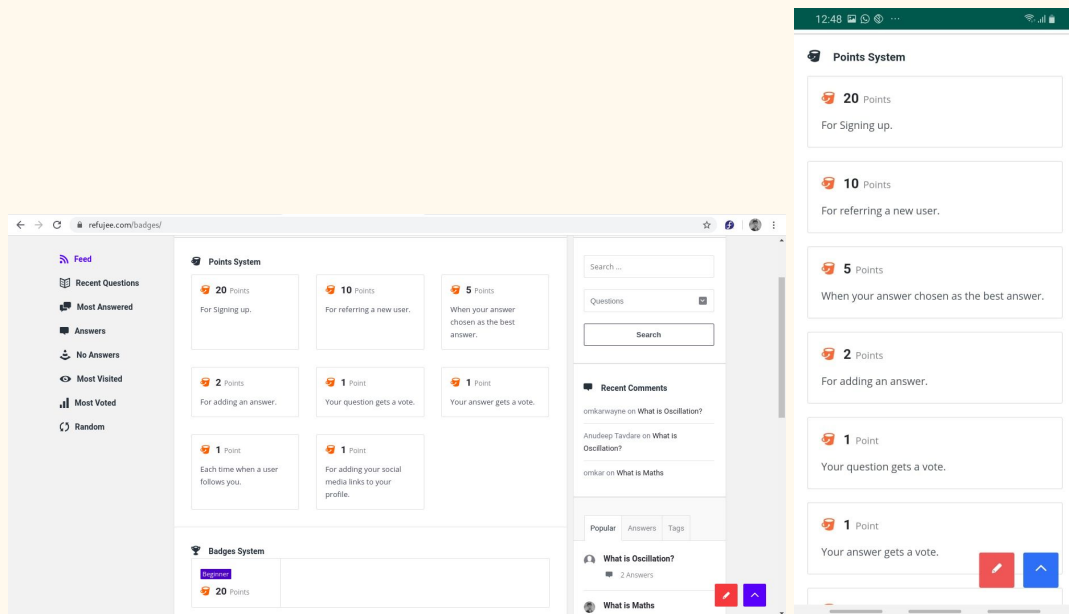 refujee.com/badges/
Feed
Recent Questions
Most Answered
Answers
No Answers
Most Visited
Most Voted
Random
Points System
20 Points
For Signing up.
10 Points
For referring a new user.
5 Points
When your answer
chosen as the best
answer.
2 Points
For adding an answer.
1 Point
Your question gets a vote.
1 Point
Your answer gets a vote.
1 Point
Each time when a user
follows you.
1 Point
For adding your social
media links to your
profile.
Badges System
Beginner
20 Points
Search ...
Questions
Search
Recent Comments
omkarwayne on What is Oscillation?
Anudeep Tavdare on What is
Oscillation?
omkar on What is Maths
Popular Answers Tags
What is Oscillation?
2 Answers
What is Maths
12:48
Points System
20 Points
For Signing up.
10 Points
For referring a new user.
5 Points
When your answer chosen as the best answer.
2 Points
For adding an answer.
1 Point
Your question gets a vote.
1 Point
Your answer gets a vote.